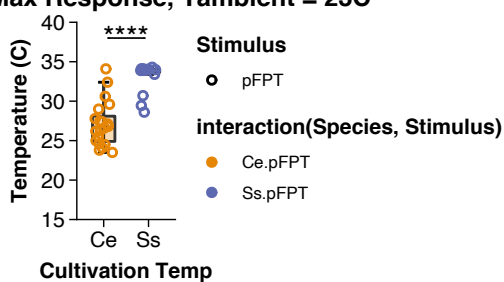 Max Response, Tambient = 23C
****
Temperature (C)
40
35
30
25
20
15
Ce Ss
Cultivation Temp
Stimulus
pFPT
interaction(Species, Stimulus)
Ce.pFPT
Ss.pFPT